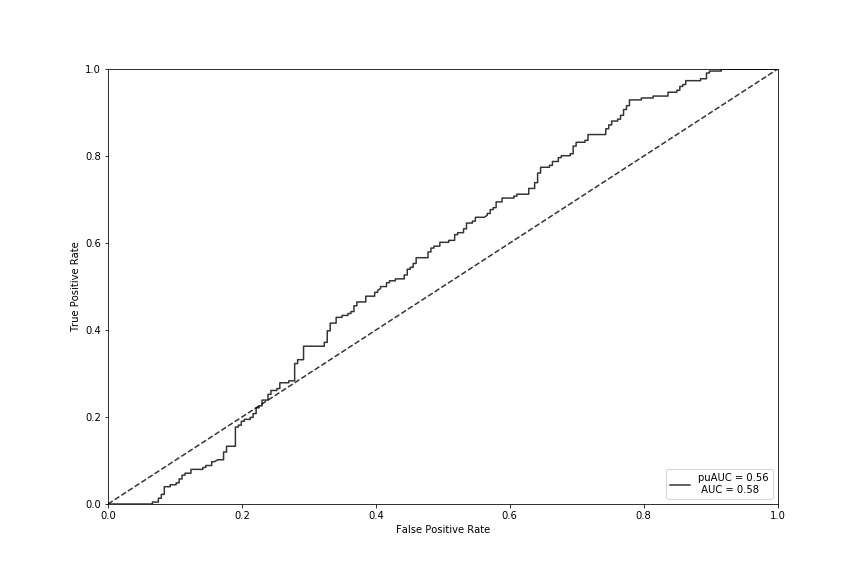 1.0
0.8
0.6
0.4
0.2
0.0
True Positive Rate
0.0 0.2 0.4 0.6 0.8 1.0
False Positive Rate
puAUC = 0.56
AUC = 0.58